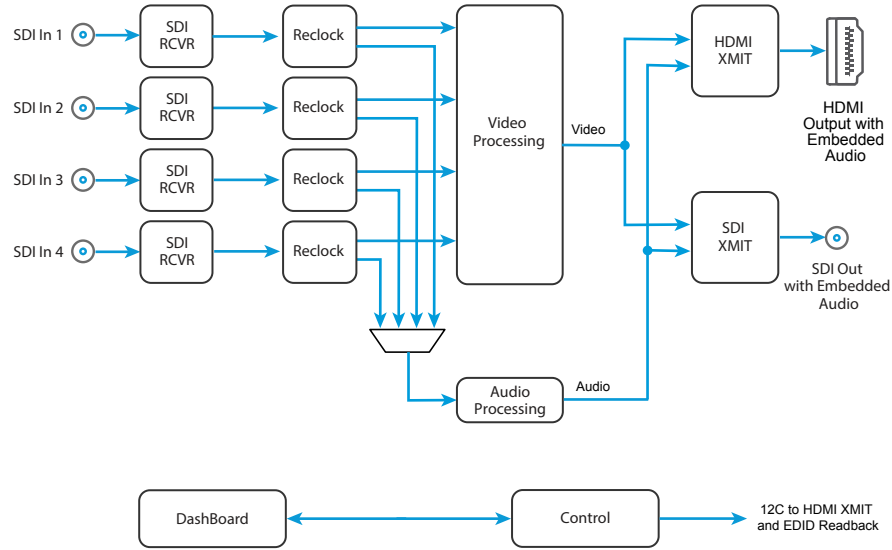 SDI In 1
SDI
RCVR
Reclock
SDI In 2
SDI
RCVR
Reclock
SDI In 3
SDI
RCVR
Reclock
SDI In 4
SDI
RCVR
Reclock
Video
Processing
Video
HDMI
XMIT
HDMI
Output with
Embedded
Audio
SDI
XMIT
SDI Out
with Embedded
Audio
Audio
Processing
Audio
DashBoard
Control
12C to HDMI XMIT
and EDID Readback